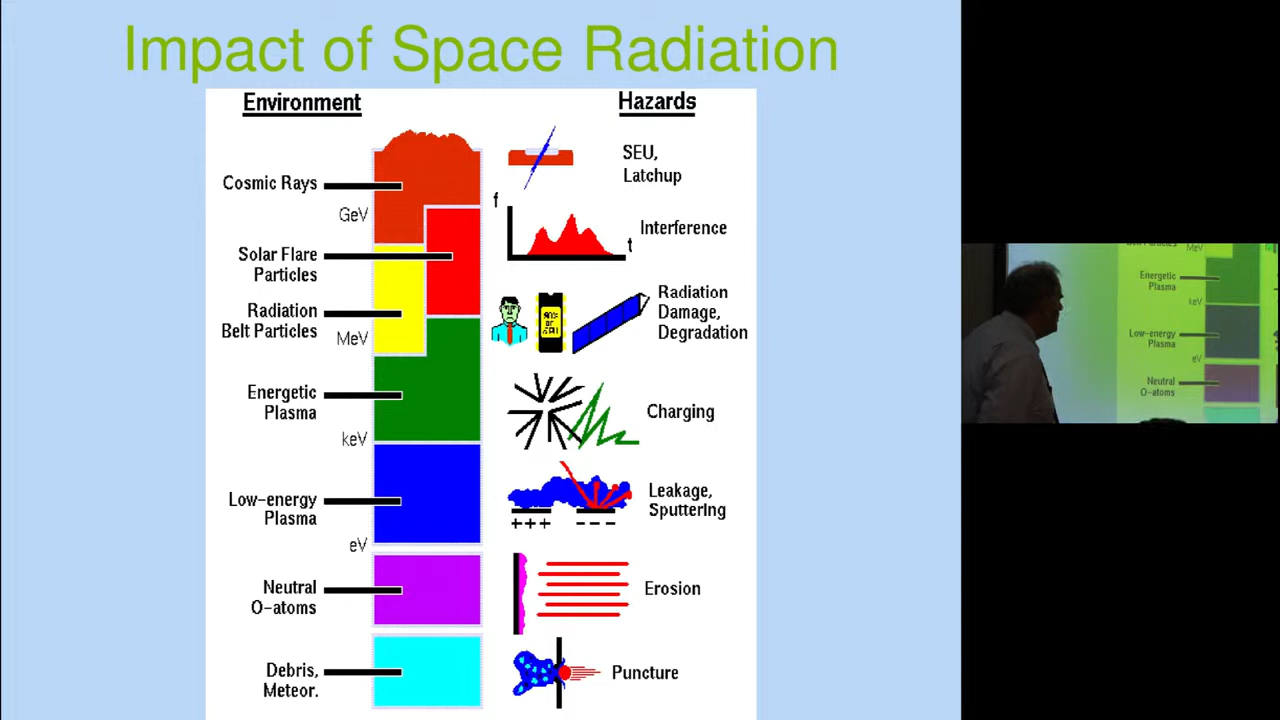 Impact of Space Radiation
Environment
Hazards
Cosmic Rays
GeV
Solar Flare
Particles
Radiation
Belt Particles
MeV
Energetic
Plasma
keV
Low-energy
Plasma
eV
Neutral
O-atoms
Debris,
Meteor.
SEU,
Latchup
f
t
Interference
Radiation
Damage,
Degradation
Charging
Leakage,
Sputtering
+++
---
Erosion
Puncture
MeV
Energetic
Plasma
keV
Low-energy
Plasma
eV
Neutral
O-atoms